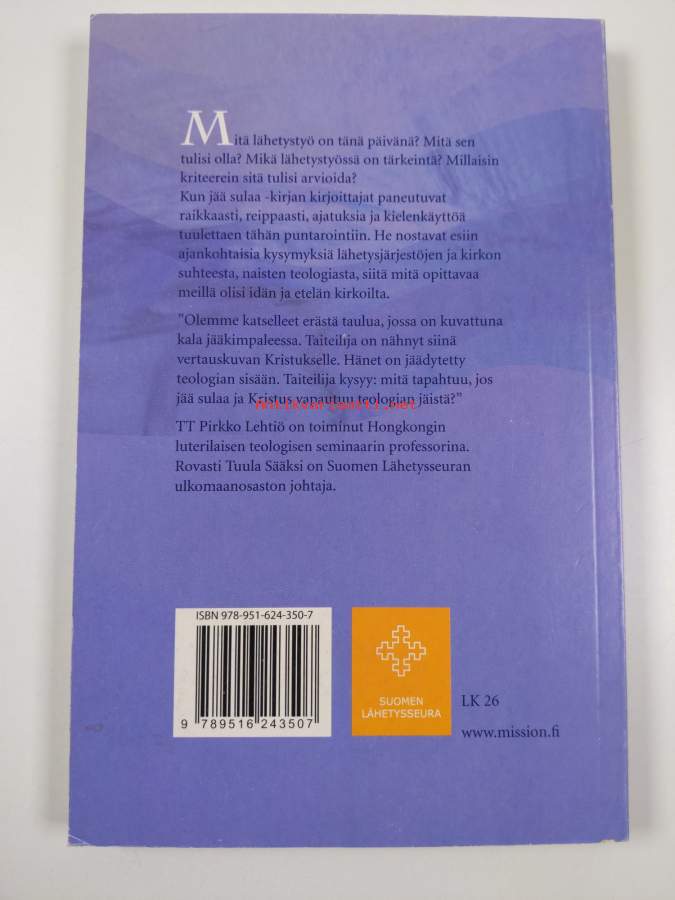 Mitä lähetystyö on tänä päivänä? Mitä sen
tulisi olla? Mikä lähetystyössä on tärkeintä? Millaisin
kriteerein sitä tulisi arvioida?
Kun jää sulaa -kirjan kirjoittajat paneutuvat
raikkaasti, reippaasti, ajatuksia ja kielenkäyttöä
tuulettaen tähän puntarointiin. He nostavat esiin
ajankohtaisia kysymyksiä lähetysjärjestöjen ja kirkon
suhteesta, naisten teologiasta, siitä mitä opittavaa
meillä olisi idän ja etelän kirkoilta.
"Olemme katselleet erästä taulua, jossa on kuvattuna
kala jääkimpaleessa. Taiteilija on nähnyt siinä
vertauskuvan Kristukselle. Hänet on jäädytetty
teologian sisään. Taiteilija kysyy: mitä tapahtuu, jos
jää sulaa ja Kristus vapautuu teologian jäistä?"
Antikvariaatti.net
TT Pirkko Lehtiö on toiminut Hongkongin
luterilaisen teologisen seminaarin professorina.
Rovasti Tuula Sääksi on Suomen Lähetysseuran
ulkomaanosaston johtaja.
ISBN 978-951-624-350-7
9 789516 243507
SUOMEN
LÄHETYSSEURA
LK 26
www.mission.fi